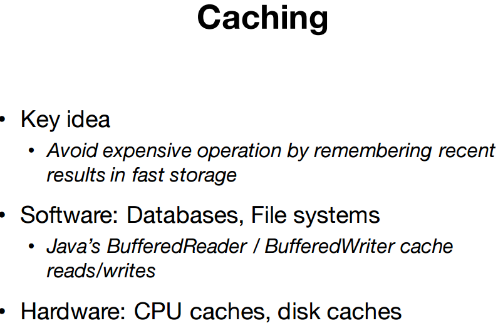 Caching
• Key idea
• Avoid expensive operation by remembering recent
results in fast storage
• Software: Databases, File systems
• Java's BufferedReader / BufferedWriter cache
reads/writes
• Hardware: CPU caches, disk caches